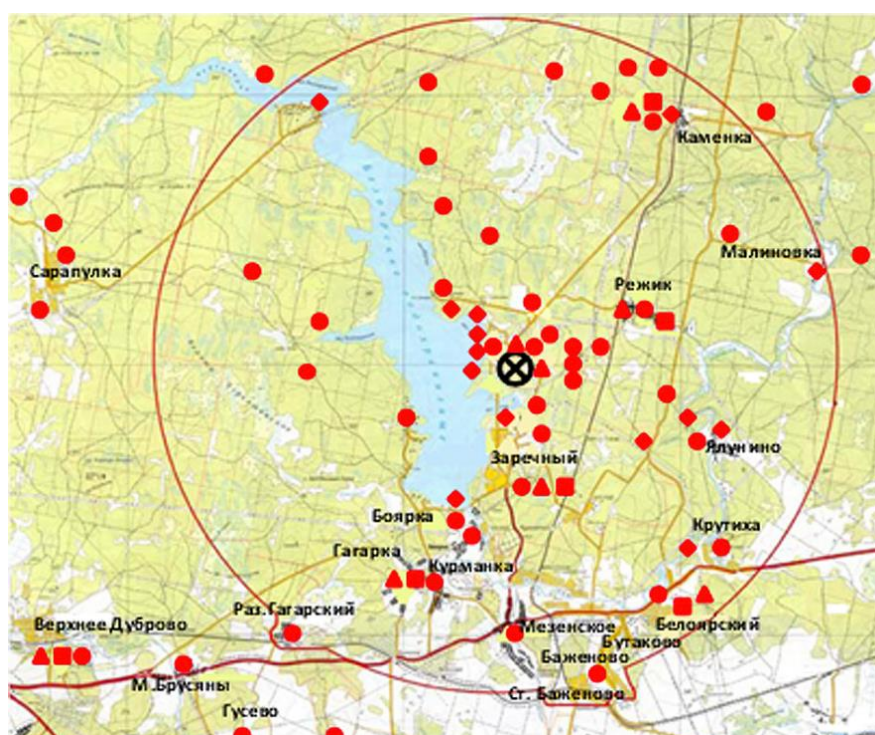 Каменка
Малиновка
Сарапулка
Режик
Ялунино
Заречный
Боярка
Крутиха
Гагарка
Курманка
Раз.Гагарский
Верхнее Дуброво
Мезенское
Белоярский
Бутаково
Баженово
М.Брусяны
Ст. Баженово
Гусево